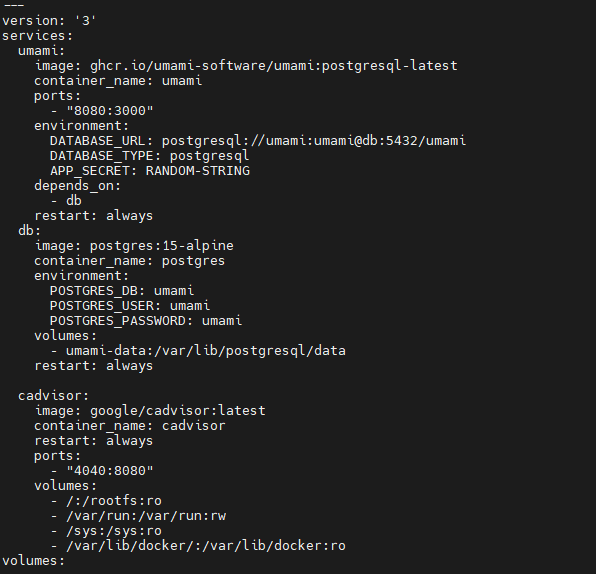 ---
version: '3'
services:
  umami:
    image: ghcr.io/umami-software/umami:postgresql-latest
    container_name: umami
    ports:
      - "8080:3000"
    environment:
      DATABASE_URL: postgresql://umami:umami@db:5432/umami
      DATABASE_TYPE: postgresql
      APP_SECRET: RANDOM-STRING
    depends_on:
      - db
    restart: always
  db:
    image: postgres:15-alpine
    container_name: postgres
    environment:
      POSTGRES_DB: umami
      POSTGRES_USER: umami
      POSTGRES_PASSWORD: umami
    volumes:
      - umami-data:/var/lib/postgresql/data
    restart: always

  cadvisor:
    image: google/cadvisor:latest
    container_name: cadvisor
    restart: always
    ports:
      - "4040:8080"
    volumes:
      - /:/rootfs:ro
      - /var/run:/var/run:rw
      - /sys:/sys:ro
      - /var/lib/docker/:/var/lib/docker:ro
volumes: